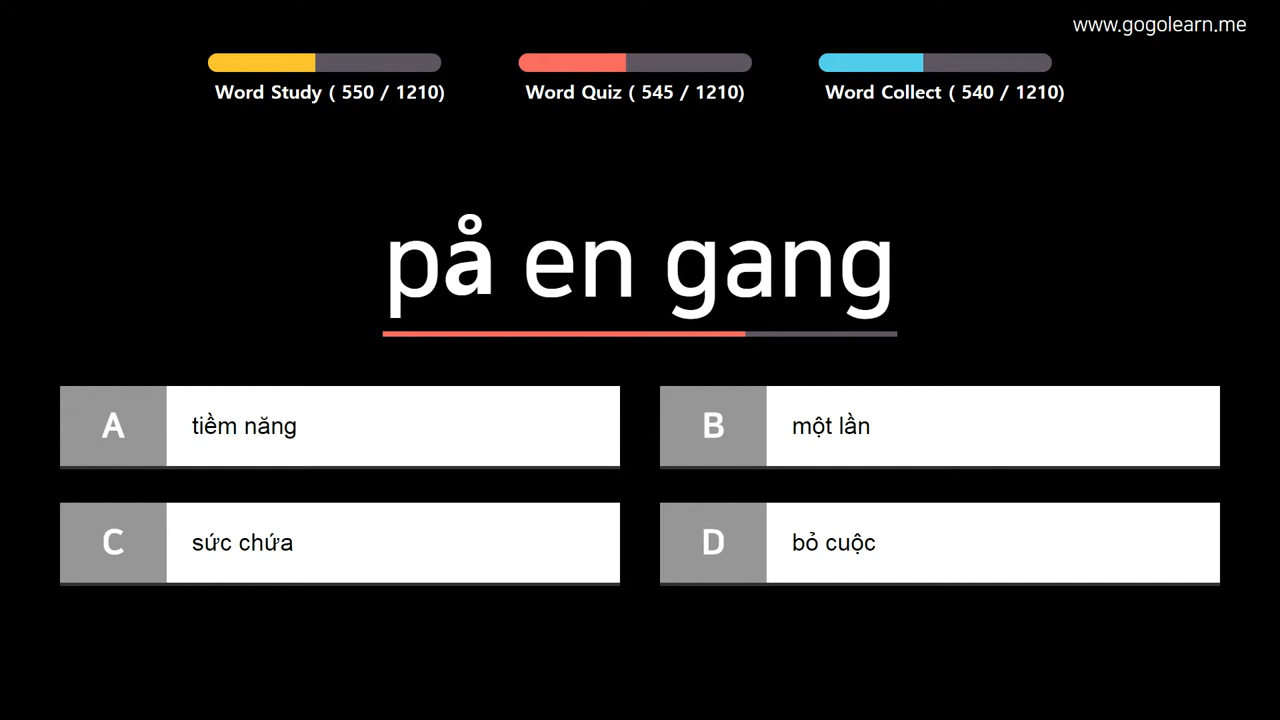 www.gogolearn.me
Word Study ( 550 / 1210)
Word Quiz ( 545 / 1210)
Word Collect ( 540 / 1210)
på en gang
A tiềm năng
B một lần
C sức chứa
D bỏ cuộc